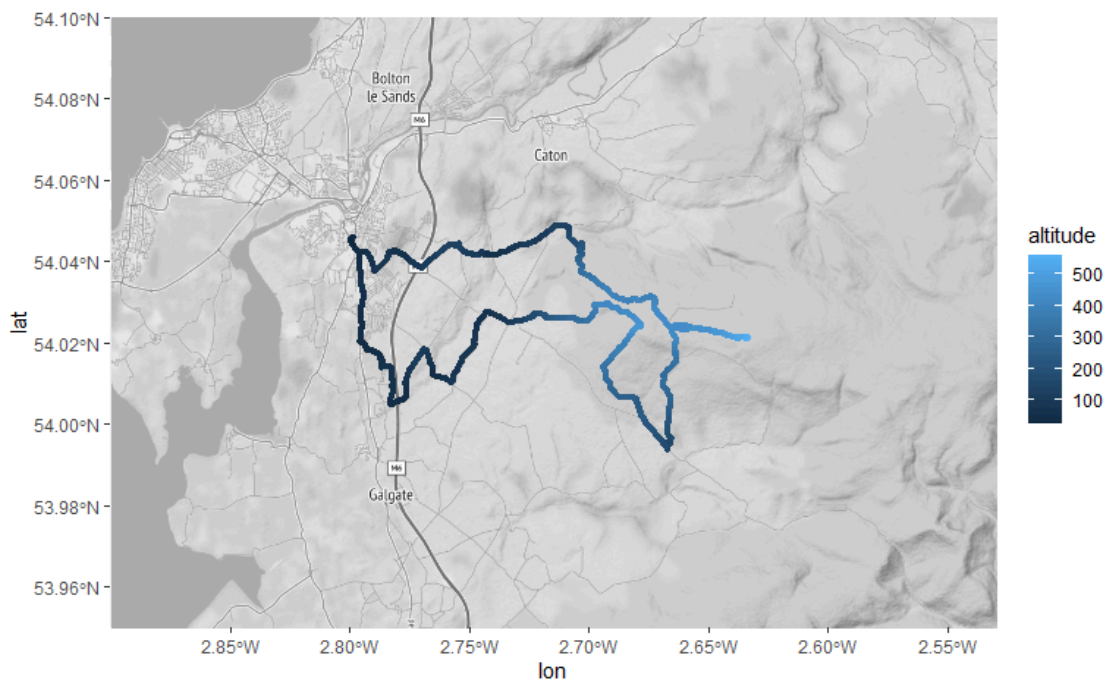 54.10°N
54.08°N
54.06°N
54.04°N
54.02°N
54.00°N
53.98°N
53.96°N
lat
Bolton
le Sands
M6
Caton
M6
Galgate
altitude
500
400
300
200
100
2.85°W
2.80°W
2.75°W
2.70°W
2.65°W
2.60°W
2.55°W
lon